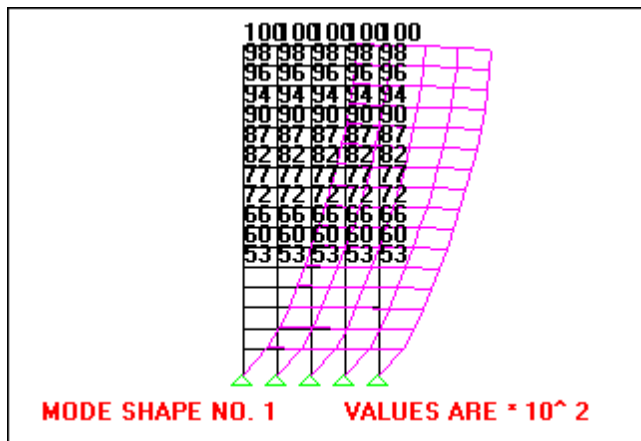 100 100 100 100 100
98 98 98 98 98
96 96 96 96 96
94 94 94 94 94
90 90 90 90 90
87 87 87 87 87
82 82 82 82 82
77 77 77 77 77
72 72 72 72 72
66 66 66 66 66
60 60 60 60 60
53 53 53 53 53
MODE SHAPE NO. 1 VALUES ARE * 10^ 2